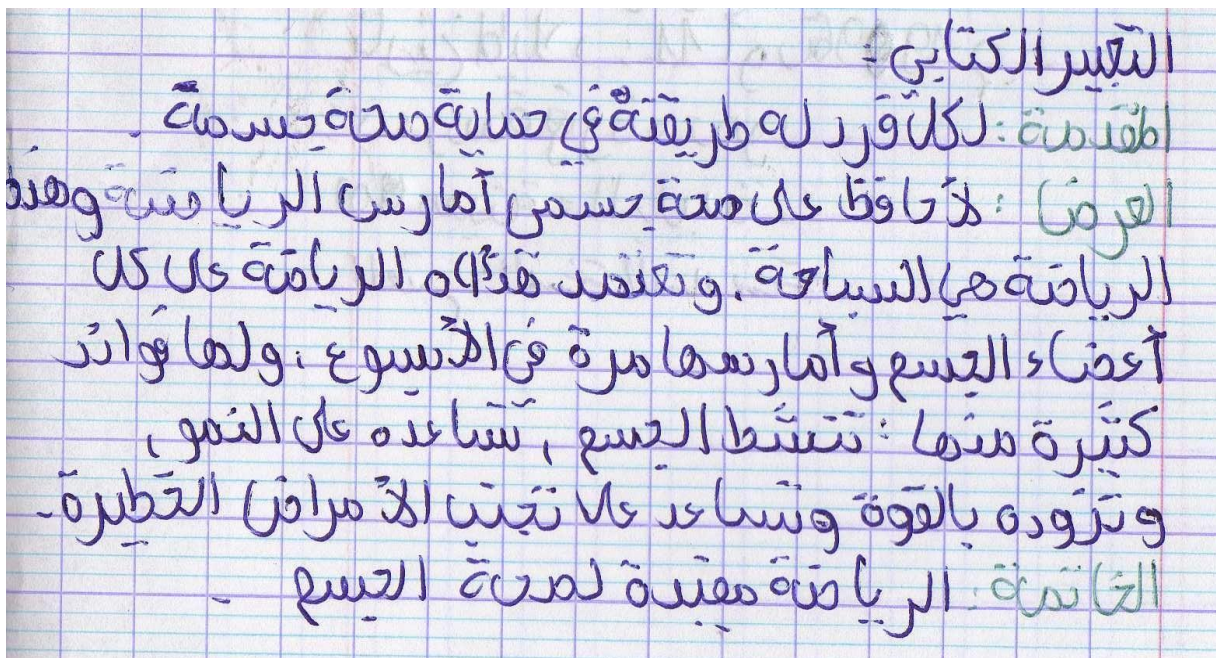 التعبير الكتابي :
المقدمة : لكل فرد له طريقتة في حماية صحة جسمة .
العرض : لأحافظ على صحة جسمي أمارس الرياضة وهذه
الرياضة هي السباحة . وتعتمد هذه الرياضة على كل
أعضاء الجسم وأمارسها مرة في الأسبوع ، ولها فوائد
كثيرة منها : تنشط الجسم ، تساعده على النمو ،
وتزوده بالقوة وتساعد على تجنب الأمراض الخطيرة .
الخاتمة : الرياضة مفيدة لصحة الجسم .